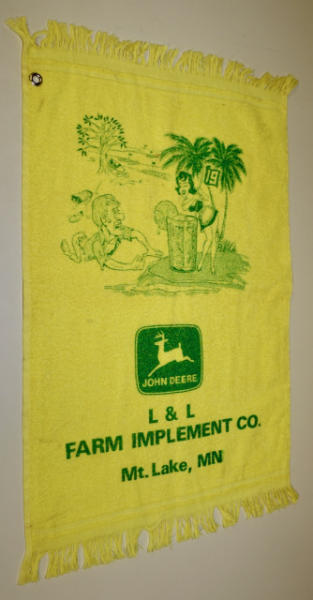 19
JOHN DEERE
L & L
FARM IMPLEMENT CO.
Mt. Lake, MN